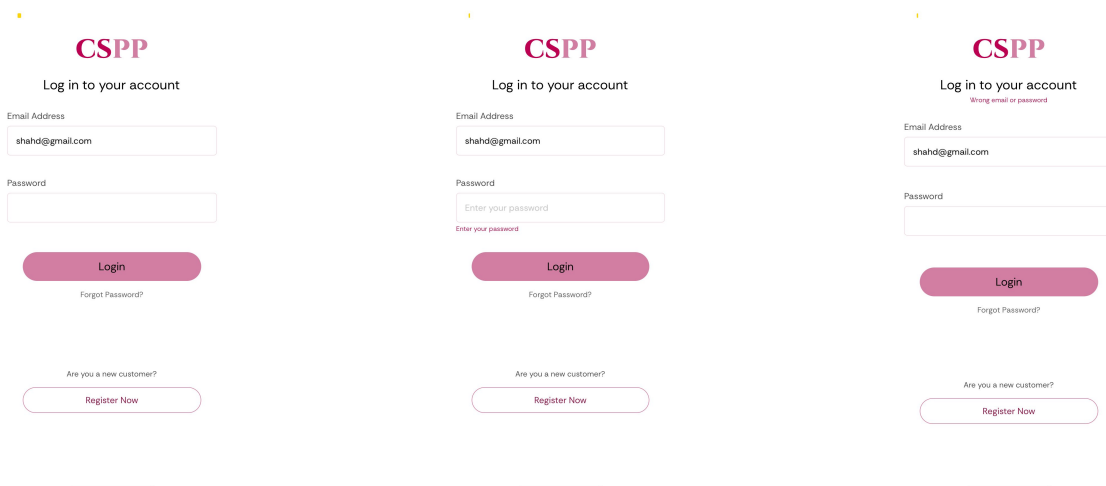 CSPP
Log in to your account
Email Address
shahd@gmail.com
Password
Login
Forgot Password?
Are you a new customer?
Register Now
CSPP
Log in to your account
Email Address
shahd@gmail.com
Password
Enter your password
Enter your password
Login
Forgot Password?
Are you a new customer?
Register Now
CSPP
Log in to your account
Wrong email or password
Email Address
shahd@gmail.com
Password
Login
Forgot Password?
Are you a new customer?
Register Now